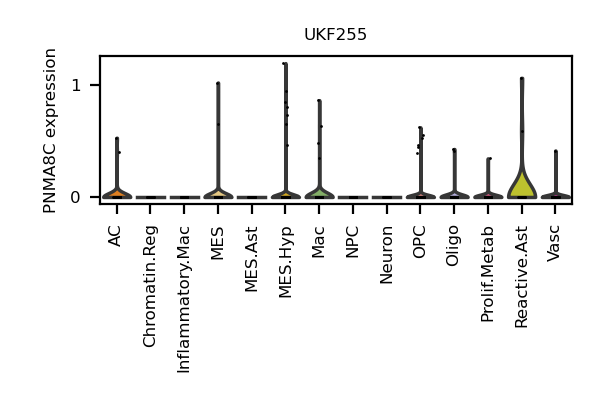 UKF255
PNMA8C expression
1
0
AC
Chromatin.Reg
Inflammatory.Mac
MES
MES.Ast
MES.Hyp
Mac
NPC
Neuron
OPC
Oligo
Prolif.Metab
Reactive.Ast
Vasc